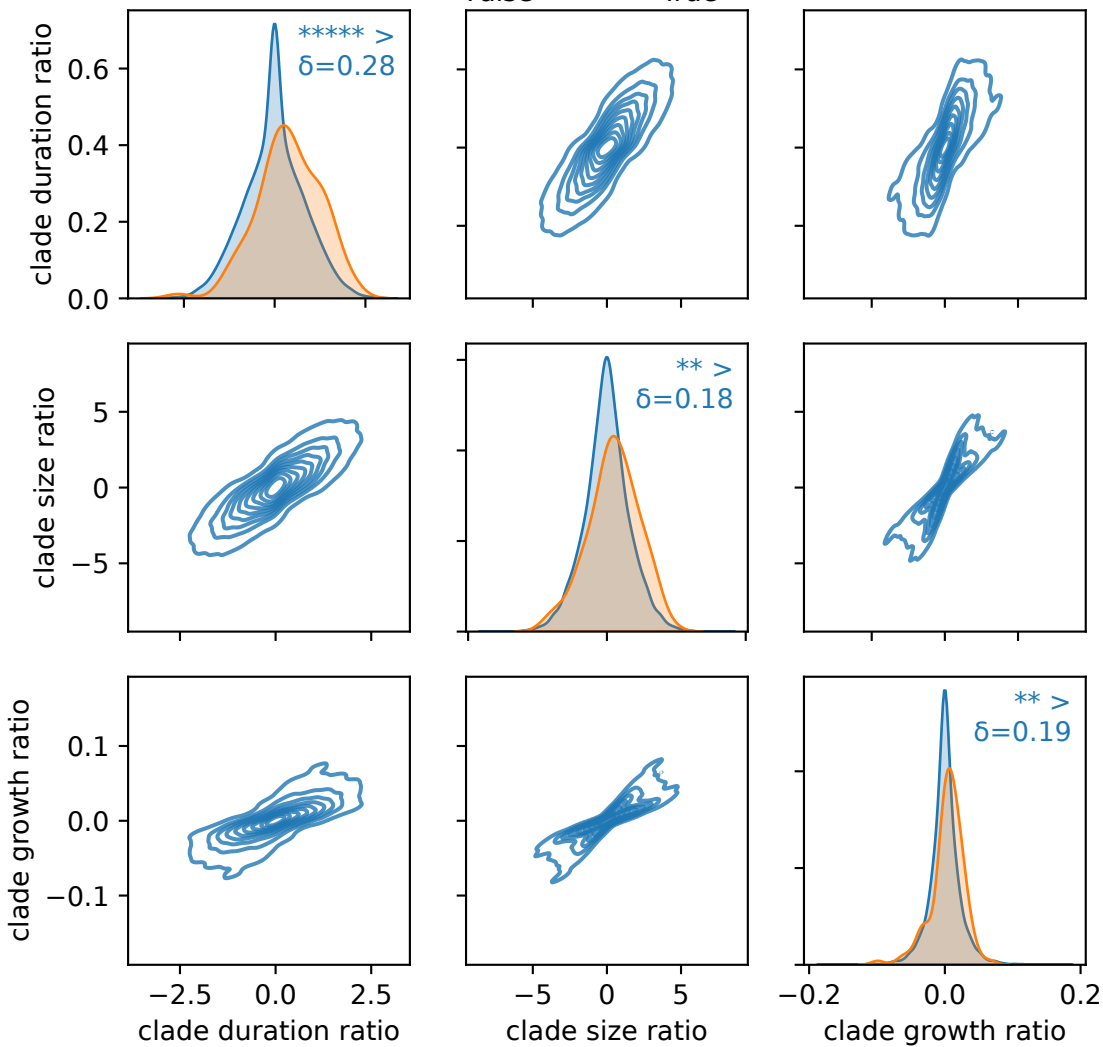 clade duration ratio
0.6
0.4
0.2
0.0
***** >
δ=0.28
clade size ratio
5
0
−5
** >
δ=0.18
clade growth ratio
0.1
0.0
−0.1
** >
δ=0.19
−2.5 0.0 2.5
−5 0 5
−0.2 0.0 0.2
clade duration ratio
clade size ratio
clade growth ratio